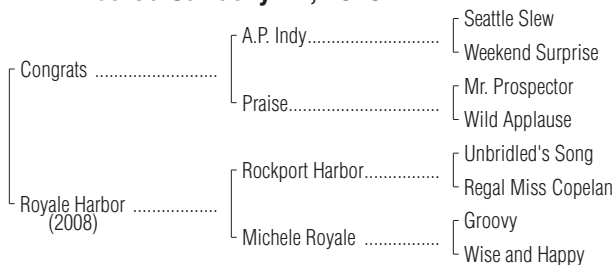 A.P. Indy
Seattle Slew
Weekend Surprise
Congrats
Praise
Mr. Prospector
Wild Applause
Rockport Harbor
Unbridled's Song
Regal Miss Copelan
Royale Harbor
(2008)
Michele Royale
Groovy
Wise and Happy